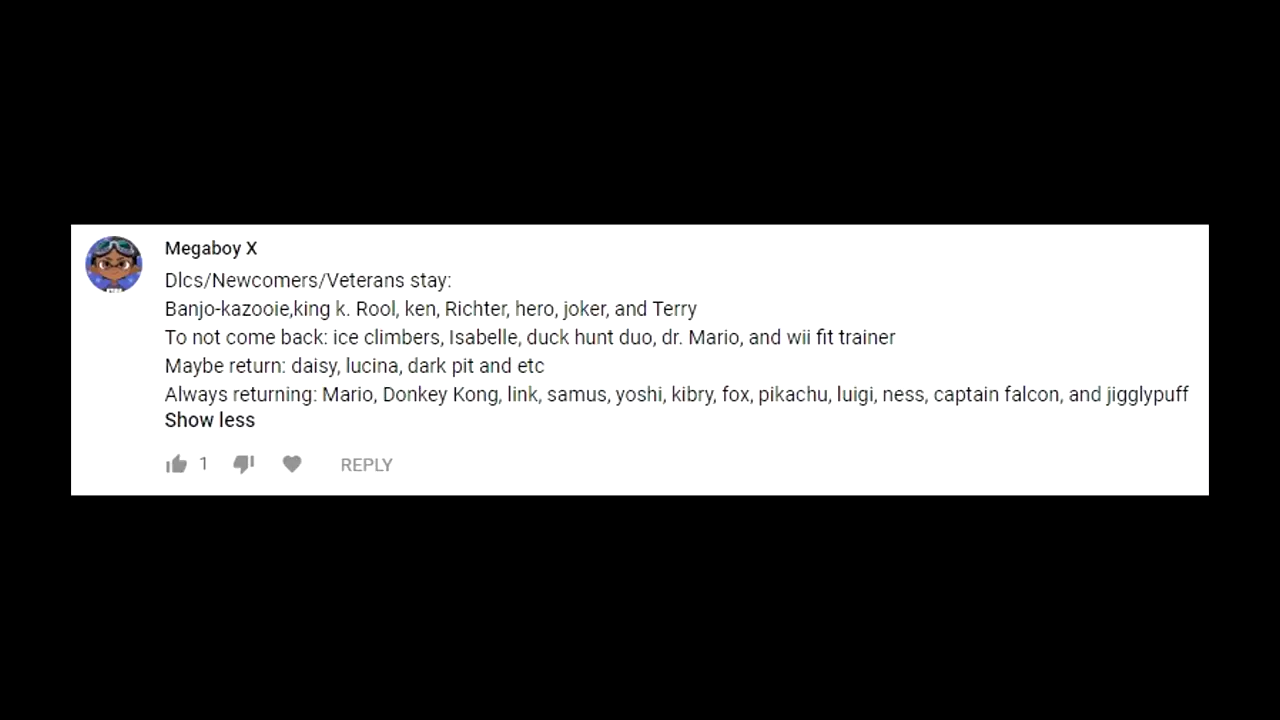 Megaboy X
Dlcs/Newcomers/Veterans stay:
Banjo-kazooie,king k. Rool, ken, Richter, hero, joker, and Terry
To not come back: ice climbers, Isabelle, duck hunt duo, dr. Mario, and wii fit trainer
Maybe return: daisy, lucina, dark pit and etc
Always returning: Mario, Donkey Kong, link, samus, yoshi, kibry, fox, pikachu, luigi, ness, captain falcon, and jigglypuff
Show less
1 REPLY